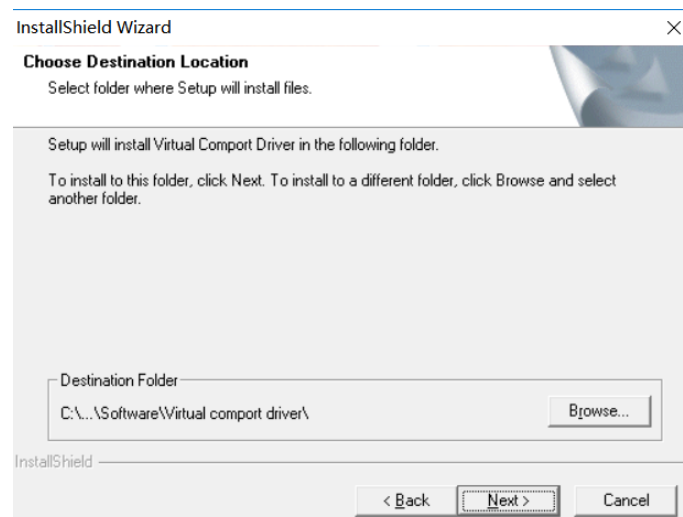 InstallShield Wizard
Choose Destination Location
Select folder where Setup will install files.
Setup will install Virtual Comport Driver in the following folder.
To install to this folder, click Next. To install to a different folder, click Browse and select
another folder.
Destination Folder
C:\...\Software\Virtual comport driver\
Browse...
InstallShield
< Back
Next >
Cancel